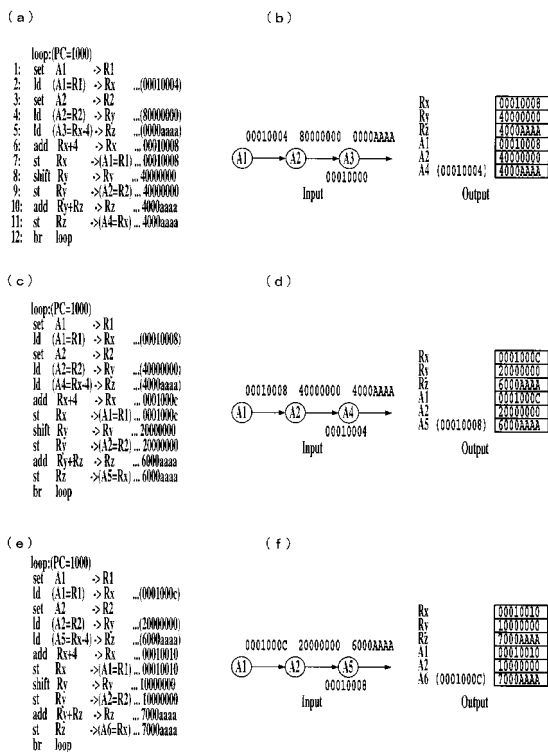 (a)
loop:(PC=1000)
1: set A1 ->R1
2: ld (A1=R1) ->Rx ...(00010004)
3: set A2 ->R2
4: ld (A2=R2) ->Ry ...(80000000)
5: ld (A3=Rx-4)->Rz ...(0000aaaa)
6: add Rx+4 ->Rx ...00010008
7: st Rx ->(A1=R1)...00010008
8: shift Ry ->Ry ...40000000
9: st Ry ->(A2=R2)...40000000
10: add Ry+Rz ->Rz ...4000aaaa
11: st Rz ->(A4=Rx)...4000aaaa
12: br loop
(b)
00010004 80000000 0000AAAA
A1 A2 A3
00010000
Input
Rx 00010008
Ry 40000000
Rz 4000AAAA
A1 00010008
A2 40000000
A4 (00010004) 4000AAAA
Output
(c)
loop:(PC=1000)
set A1 ->R1
ld (A1=R1) ->Rx ...(00010008)
set A2 ->R2
ld (A2=R2) ->Ry ...(40000000)
ld (A4=Rx-4)->Rz ...(4000aaaa)
add Rx+4 ->Rx ...0001000c
st Rx ->(A1=R1)...0001000c
shift Ry ->Ry ...20000000
st Ry ->(A2=R2)...20000000
add Ry+Rz ->Rz ...6000aaaa
st Rz ->(A5=Rx)...6000aaaa
br loop
(d)
00010008 40000000 4000AAAA
A1 A2 A4
00010004
Input
Rx 0001000C
Ry 20000000
Rz 6000AAAA
A1 0001000C
A2 20000000
A5 (00010008) 6000AAAA
Output
(e)
loop:(PC=1000)
set A1 ->R1
ld (A1=R1) ->Rx ...(0001000c)
set A2 ->R2
ld (A2=R2) ->Ry ...(20000000)
ld (A5=Rx-4)->Rz ...(6000aaaa)
add Rx+4 ->Rx ...00010010
st Rx ->(A1=R1)...00010010
shift Ry ->Ry ...10000000
st Ry ->(A2=R2)...10000000
add Ry+Rz ->Rz ...7000aaaa
st Rz ->(A6=Rx)...7000aaaa
br loop
(f)
0001000C 20000000 6000AAAA
A1 A2 A5
00010008
Input
Rx 00010010
Ry 10000000
Rz 7000AAAA
A1 00010010
A2 10000000
A6 (0001000C) 7000AAAA
Output